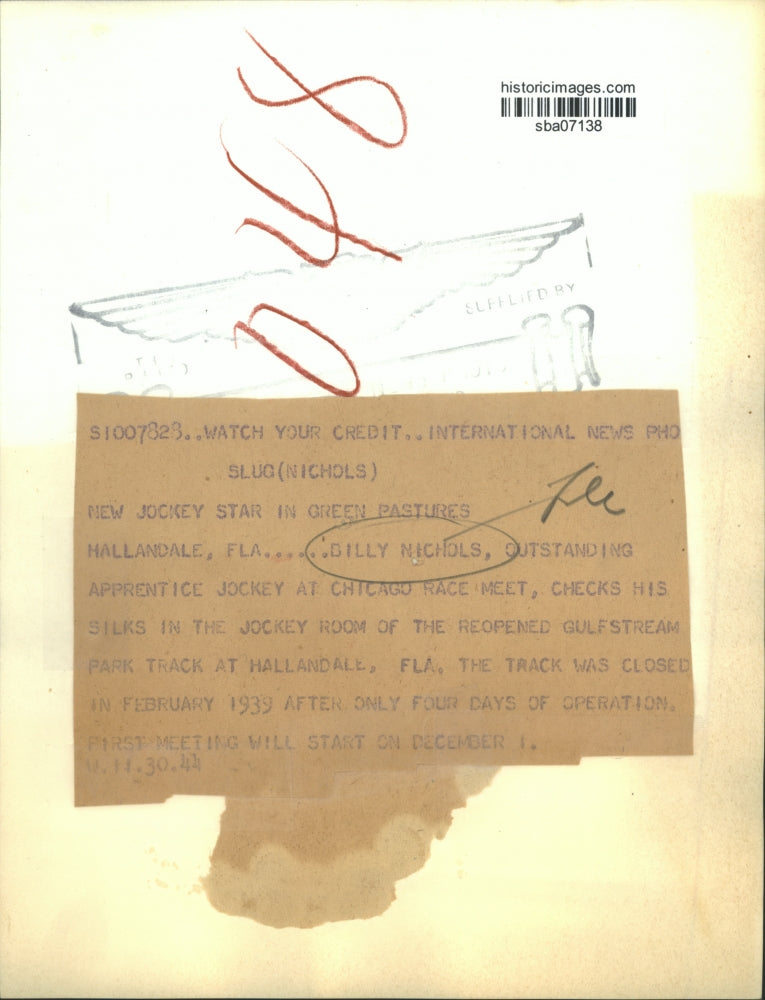 historicimages.com
sba07138
048
SUPPLIED BY
SI007828..WATCH YOUR CREDIT..INTERNATIONAL NEWS PHO
SLUG(NICHOLS)
NEW JOCKEY STAR IN GREEN PASTURES
HALLANDALE, FLA......BILLY NICHOLS, OUTSTANDING
APPRENTICE JOCKEY AT CHICAGO RACE MEET, CHECKS HIS
SILKS IN THE JOCKEY ROOM OF THE REOPENED GULFSTREAM
PARK TRACK AT HALLANDALE, FLA. THE TRACK WAS CLOSED
IN FEBRUARY 1939 AFTER ONLY FOUR DAYS OF OPERATION.
FIRST MEETING WILL START ON DECEMBER 1.
11.30.44